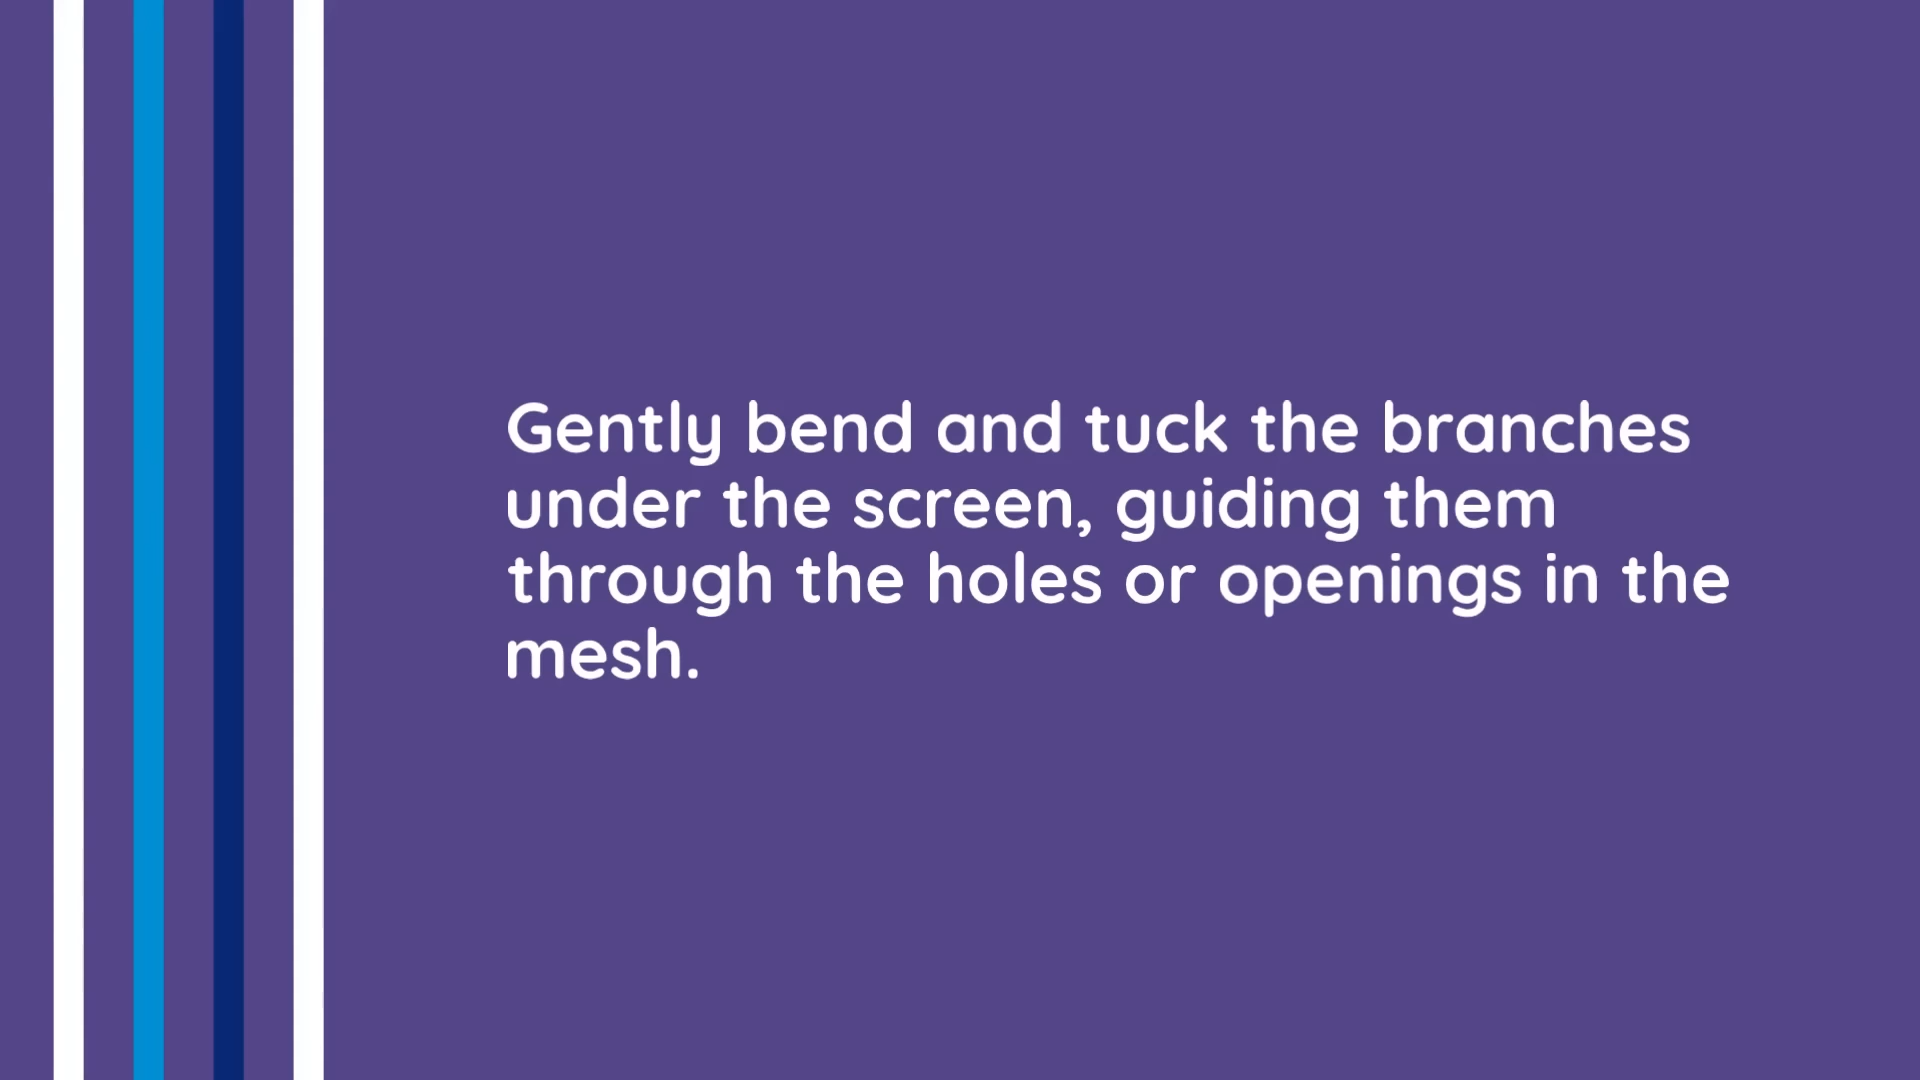 Gently bend and tuck the branches
under the screen, guiding them
through the holes or openings in the
mesh.